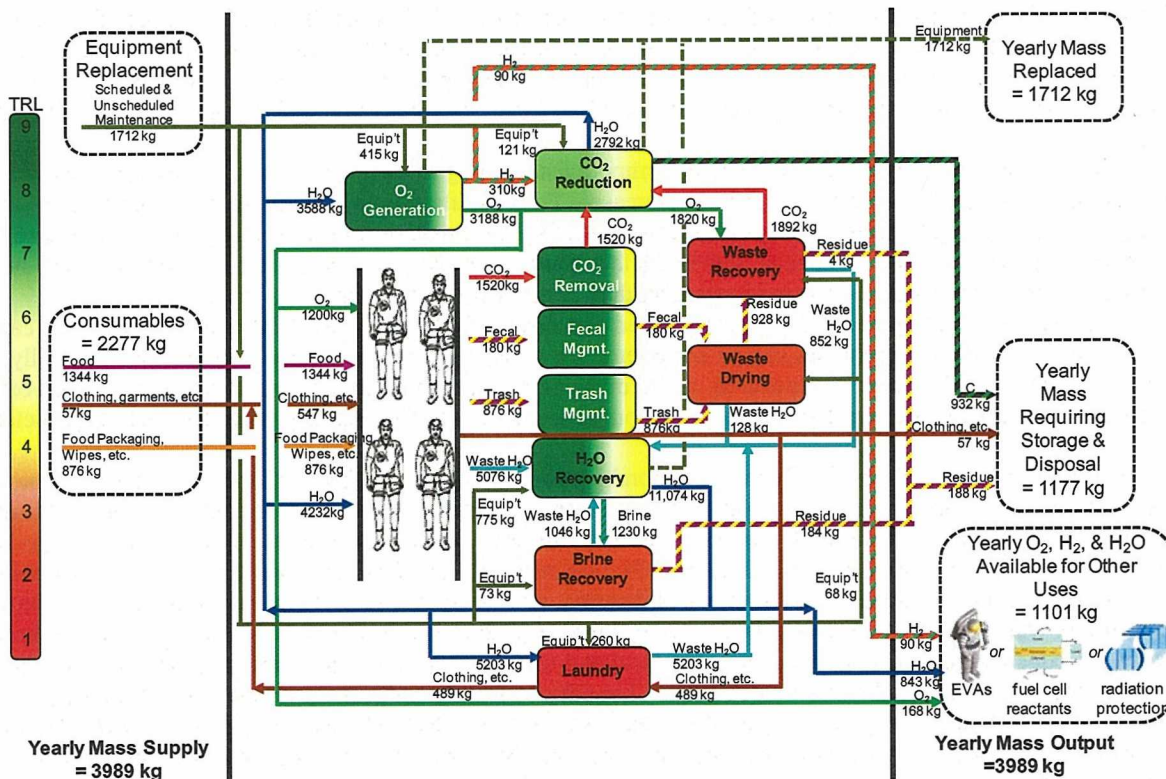 Equipment
Replacement
Scheduled &
Unscheduled
Maintenance
1712 kg
TRL
9
8
7
6
5
4
3
2
1
Consumables
= 2277 kg
Food
1344 kg
Clothing, garments, etc.
57kg
Food Packaging,
Wipes, etc.
876 kg
Yearly Mass Supply
= 3989 kg
H₂
90 kg
Equip't
415 kg
Equip't
121 kg
H₂O
2792 kg
H₂O
3588 kg
O₂
Generation
H₂
310kg
O₂
3188 kg
CO₂
Reduction
O₂
1820 kg
CO₂
1892 kg
CO₂
1520 kg
CO₂
1520 kg
CO₂
Removal
Waste
Recovery
Residue
4 kg
O₂
1200kg
Fecal
180 kg
Fecal
Mgmt.
Fecal
180 kg
Residue
928 kg
Waste
H₂O
852 kg
Food
1344 kg
Waste
Drying
Clothing, etc.
547 kg
Trash
876 kg
Trash
Mgmt.
Trash
876kg
Waste H₂O
128 kg
Food Packaging
Wipes, etc.
876 kg
Waste H₂O
5076 kg
H₂O
Recovery
H₂O
11,074 kg
H₂O
4232kg
Equip't
775 kg
Waste H₂O
1046 kg
Brine
1230 kg
Residue
184 kg
Brine
Recovery
Equip't
73 kg
Equip't
68 kg
Equip't 260 kg
H₂O
5203 kg
Laundry
Waste H₂O
5203 kg
Clothing, etc.
489 kg
Clothing, etc.
489 kg
Equipment
1712 kg
Yearly Mass
Replaced
= 1712 kg
C
932 kg
Clothing, etc.
57 kg
Residue
188 kg
Yearly
Mass
Requiring
Storage &
Disposal
= 1177 kg
Yearly O₂, H₂, & H₂O
Available for Other
Uses
= 1101 kg
H₂
90 kg
H₂O
843 kg
O₂
168 kg
or
or
EVAs
fuel cell
reactants
radiation
protection
Yearly Mass Output
=3989 kg